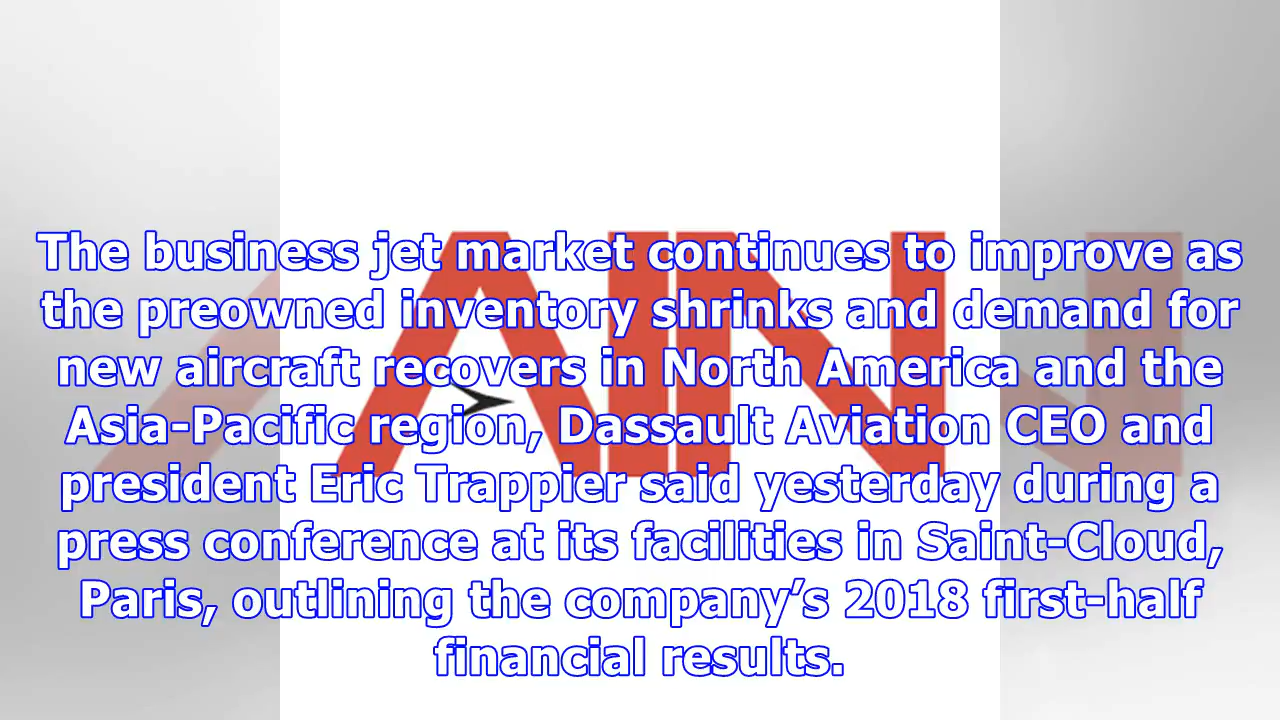 The business jet market continues to improve as
the preowned inventory shrinks and demand for
new aircraft recovers in North America and the
Asia-Pacific region, Dassault Aviation CEO and
president Eric Trappier said yesterday during a
press conference at its facilities in Saint-Cloud,
Paris, outlining the company’s 2018 first-half
financial results.
AIN